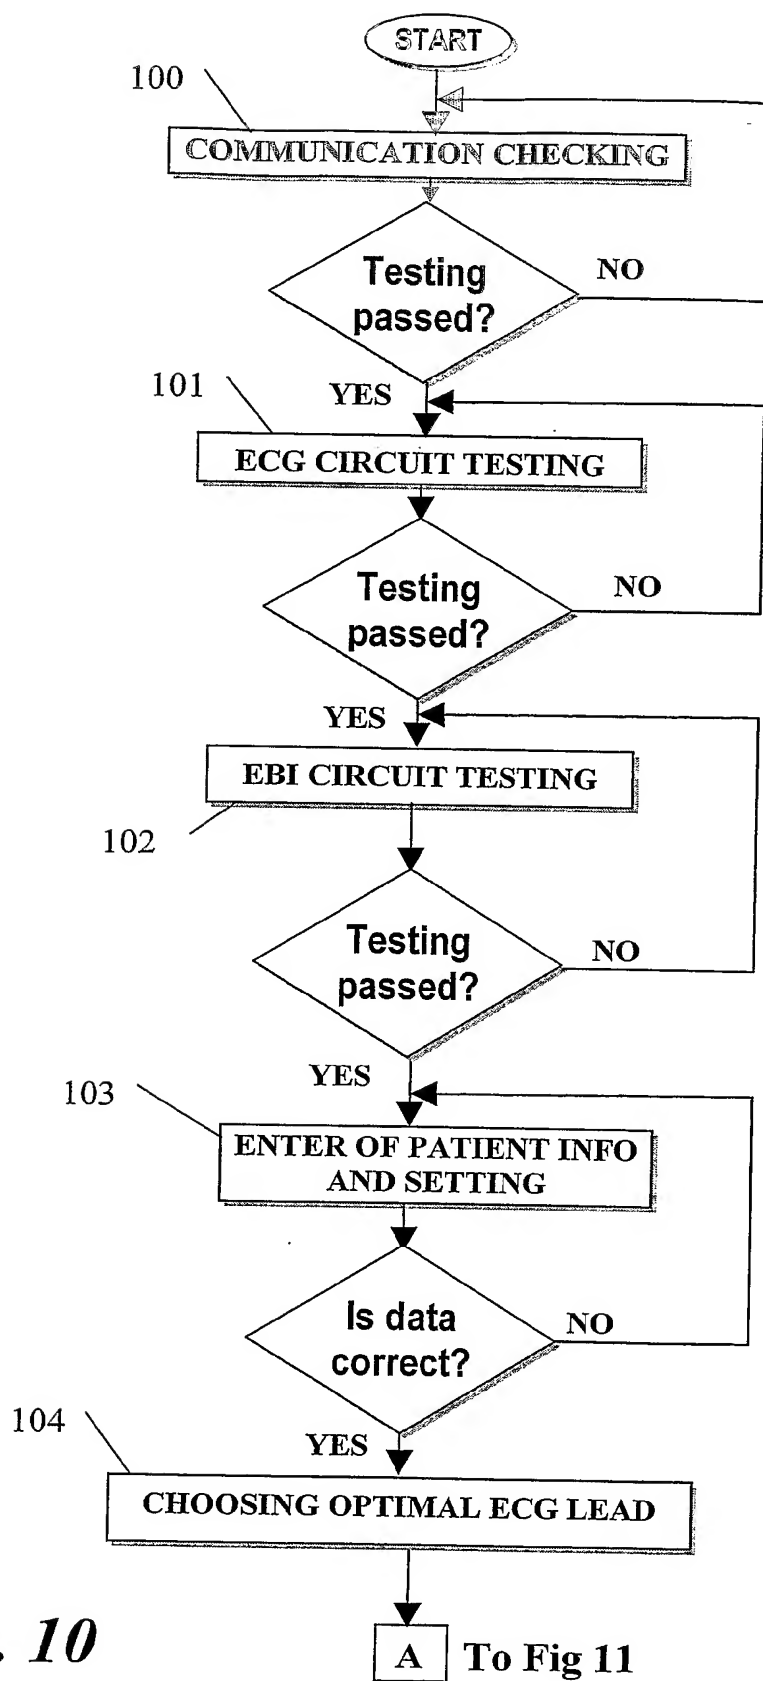 START
100
COMMUNICATION CHECKING
Testing
passed?
NO
YES
101
ECG CIRCUIT TESTING
Testing
passed?
NO
YES
EBI CIRCUIT TESTING
102
Testing
passed?
NO
YES
103
ENTER OF PATIENT INFO
AND SETTING
Is data
correct?
NO
YES
104
CHOOSING OPTIMAL ECG LEAD
. 10
A To Fig 11